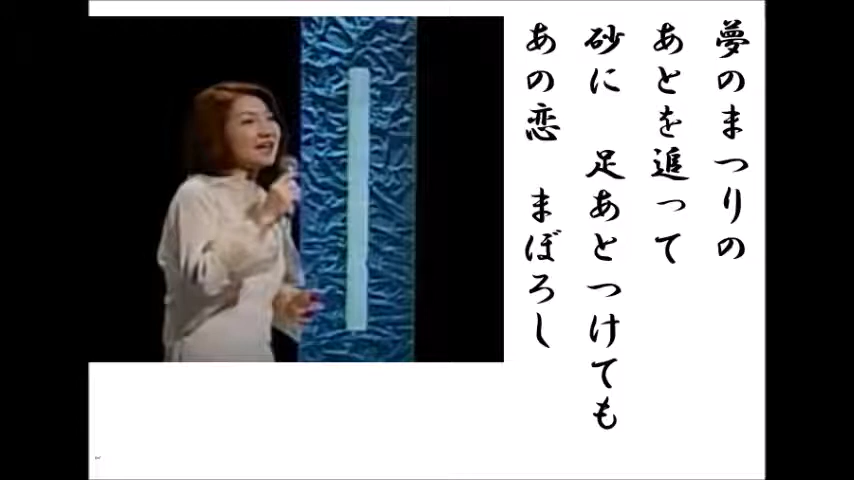 夢のまつりの
あとを追って
砂に　足あとつけても
あの恋　まぼろし